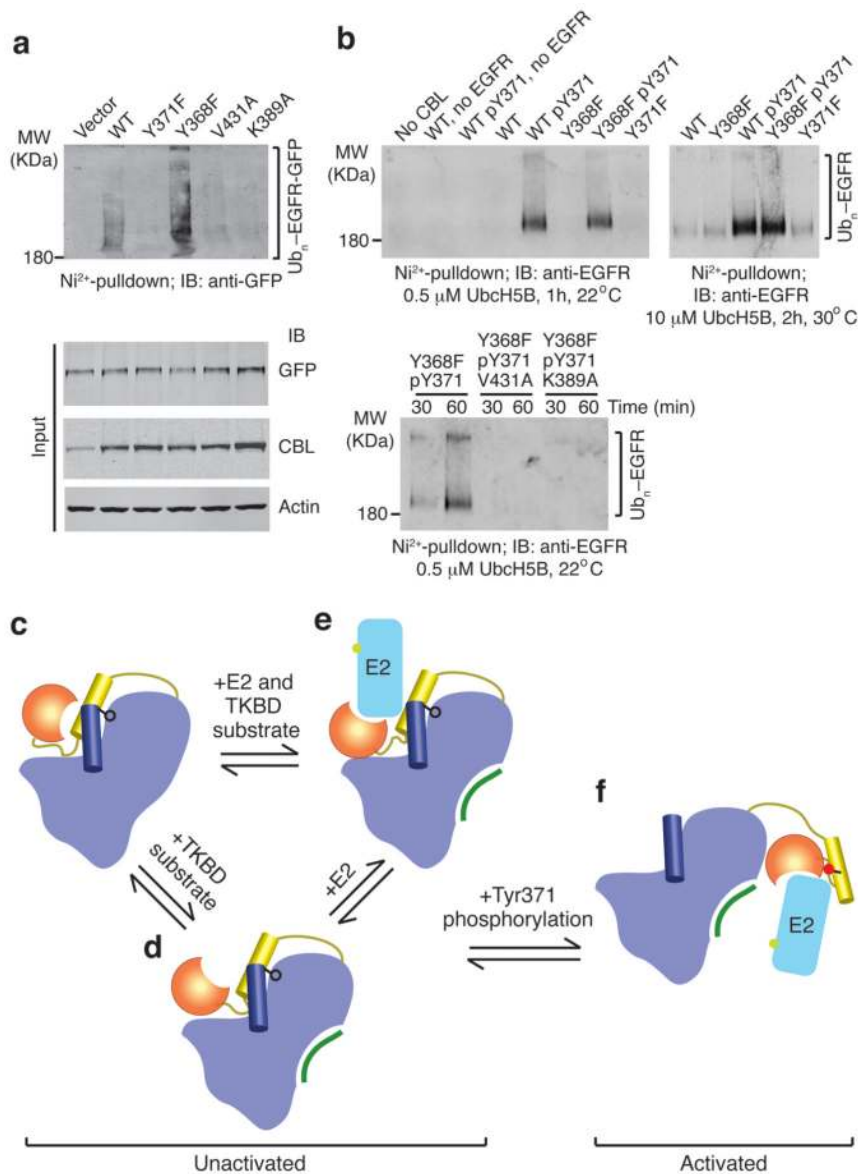 a
Vector
WT
Y371F
Y368F
V431A
K389A
MW
(KDa)
180
Ubn–EGFR-GFP
Ni2+-pulldown; IB: anti-GFP
IB
Input
GFP
CBL
Actin
b
No CBL
WT, no EGFR
WT pY371, no EGFR
WT
WT pY371
Y368F
Y368F pY371
Y371F
MW
(KDa)
180
Ni2+-pulldown; IB: anti-EGFR
0.5 μM UbcH5B, 1h, 22°C
WT
Y368F
WT pY371
Y368F pY371
Y371F
Ubn–EGFR
Ni2+-pulldown;
IB: anti-EGFR
10 μM UbcH5B, 2h, 30°C
Y368F
pY371
Y368F
pY371
V431A
Y368F
pY371
K389A
30 60 30 60 30 60 Time (min)
MW
(KDa)
180
Ubn–EGFR
Ni2+-pulldown; IB: anti-EGFR
0.5 μM UbcH5B, 22°C
c
+E2 and
TKBD
substrate
e
E2
+TKBD
substrate
+E2
d
+Tyr371
phosphorylation
f
E2
Unactivated
Activated